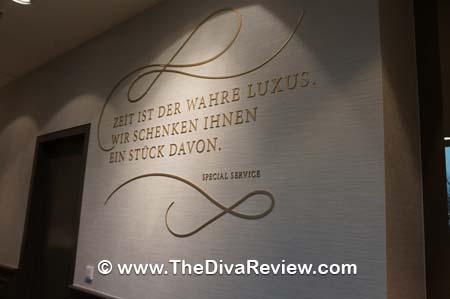 ZEIT IST DER WAHRE LUXUS.
WIR SCHENKEN IHNEN
EIN STÜCK DAVON.
SPECIAL SERVICE
© www.TheDivaReview.com ©